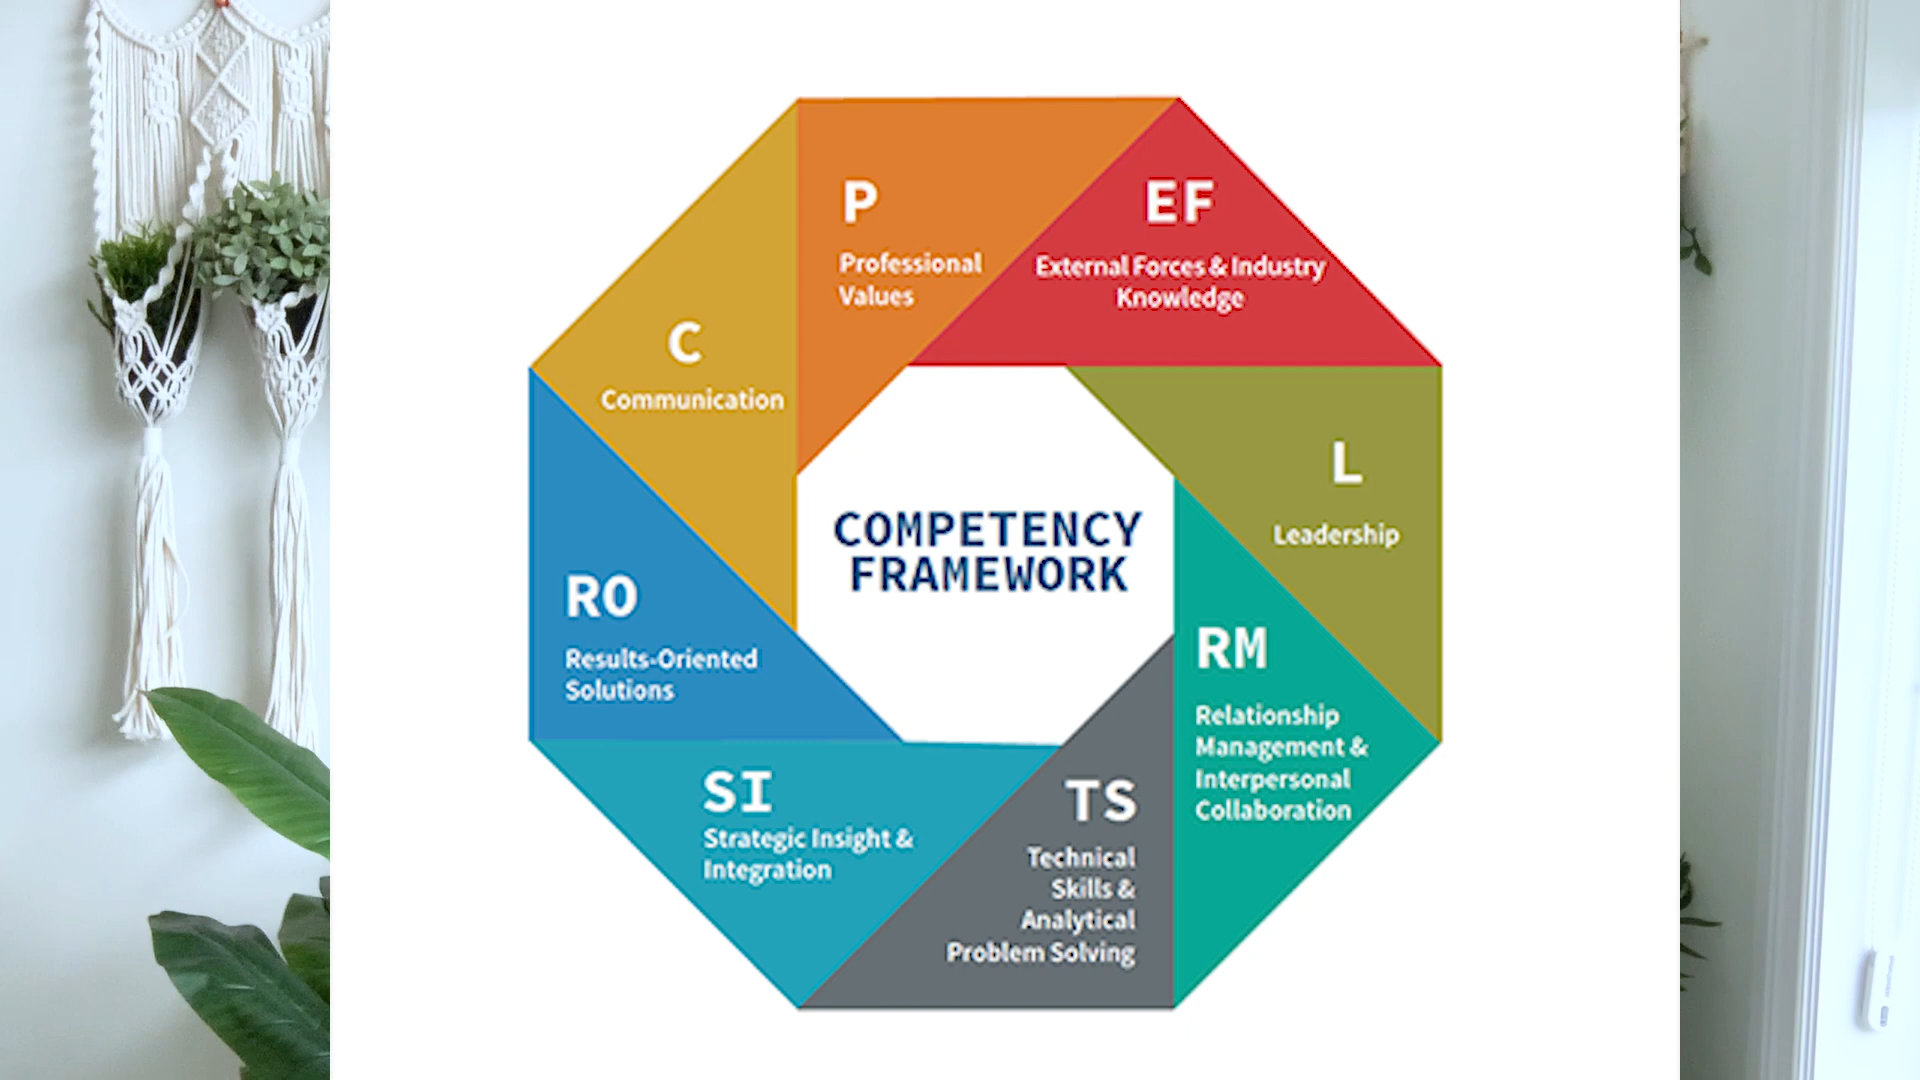 P
Professional
Values
EF
External Forces & Industry
Knowledge
C
Communication
L
Leadership
COMPETENCY
FRAMEWORK
RO
Results-Oriented
Solutions
RM
Relationship
Management &
Interpersonal
Collaboration
SI
Strategic Insight &
Integration
TS
Technical
Skills &
Analytical
Problem Solving